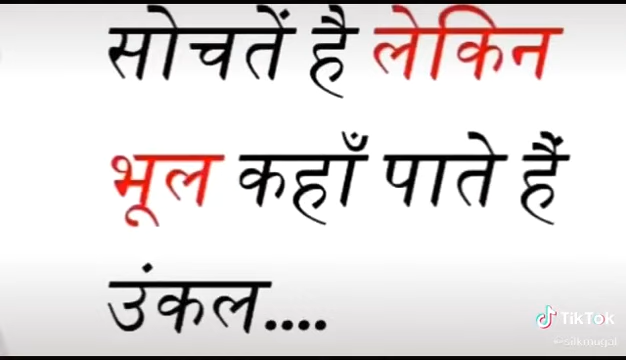 सोचतें है लेकिन
भूल कहाँ पाते हैं
उंकल....
TikTok